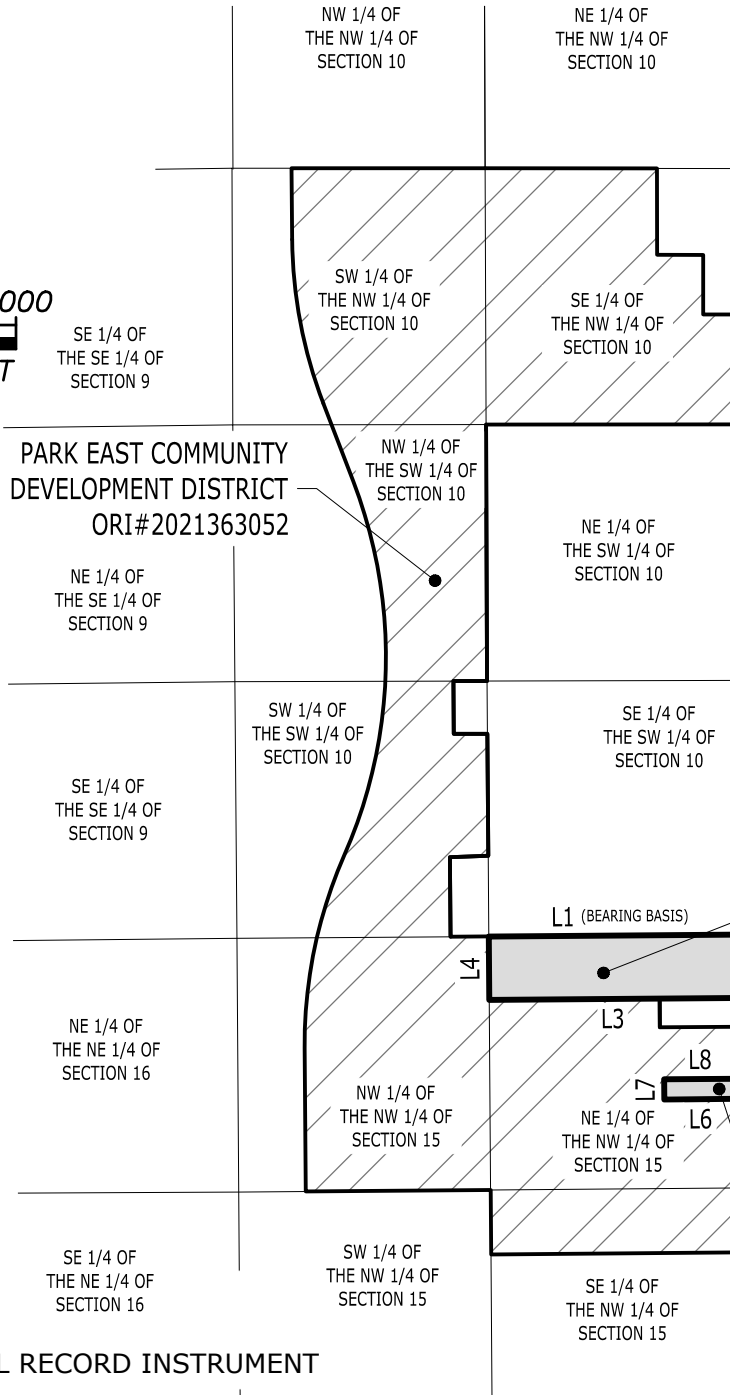 NW 1/4 OF
THE NW 1/4 OF
SECTION 10
NE 1/4 OF
THE NW 1/4 OF
SECTION 10
SW 1/4 OF
THE NW 1/4 OF
SECTION 10
SE 1/4 OF
THE NW 1/4 OF
SECTION 10
000
T
SE 1/4 OF
THE SE 1/4 OF
SECTION 9
PARK EAST COMMUNITY
DEVELOPMENT DISTRICT
ORI#2021363052
NW 1/4 OF
THE SW 1/4 OF
SECTION 10
NE 1/4 OF
THE SW 1/4 OF
SECTION 10
NE 1/4 OF
THE SE 1/4 OF
SECTION 9
SW 1/4 OF
THE SW 1/4 OF
SECTION 10
SE 1/4 OF
THE SW 1/4 OF
SECTION 10
SE 1/4 OF
THE SE 1/4 OF
SECTION 9
L1 (BEARING BASIS)
L4
L3
NE 1/4 OF
THE NE 1/4 OF
SECTION 16
L8
L7
L6
NW 1/4 OF
THE NW 1/4 OF
SECTION 15
NE 1/4 OF
THE NW 1/4 OF
SECTION 15
SE 1/4 OF
THE NE 1/4 OF
SECTION 16
SW 1/4 OF
THE NW 1/4 OF
SECTION 15
SE 1/4 OF
THE NW 1/4 OF
SECTION 15
L RECORD INSTRUMENT